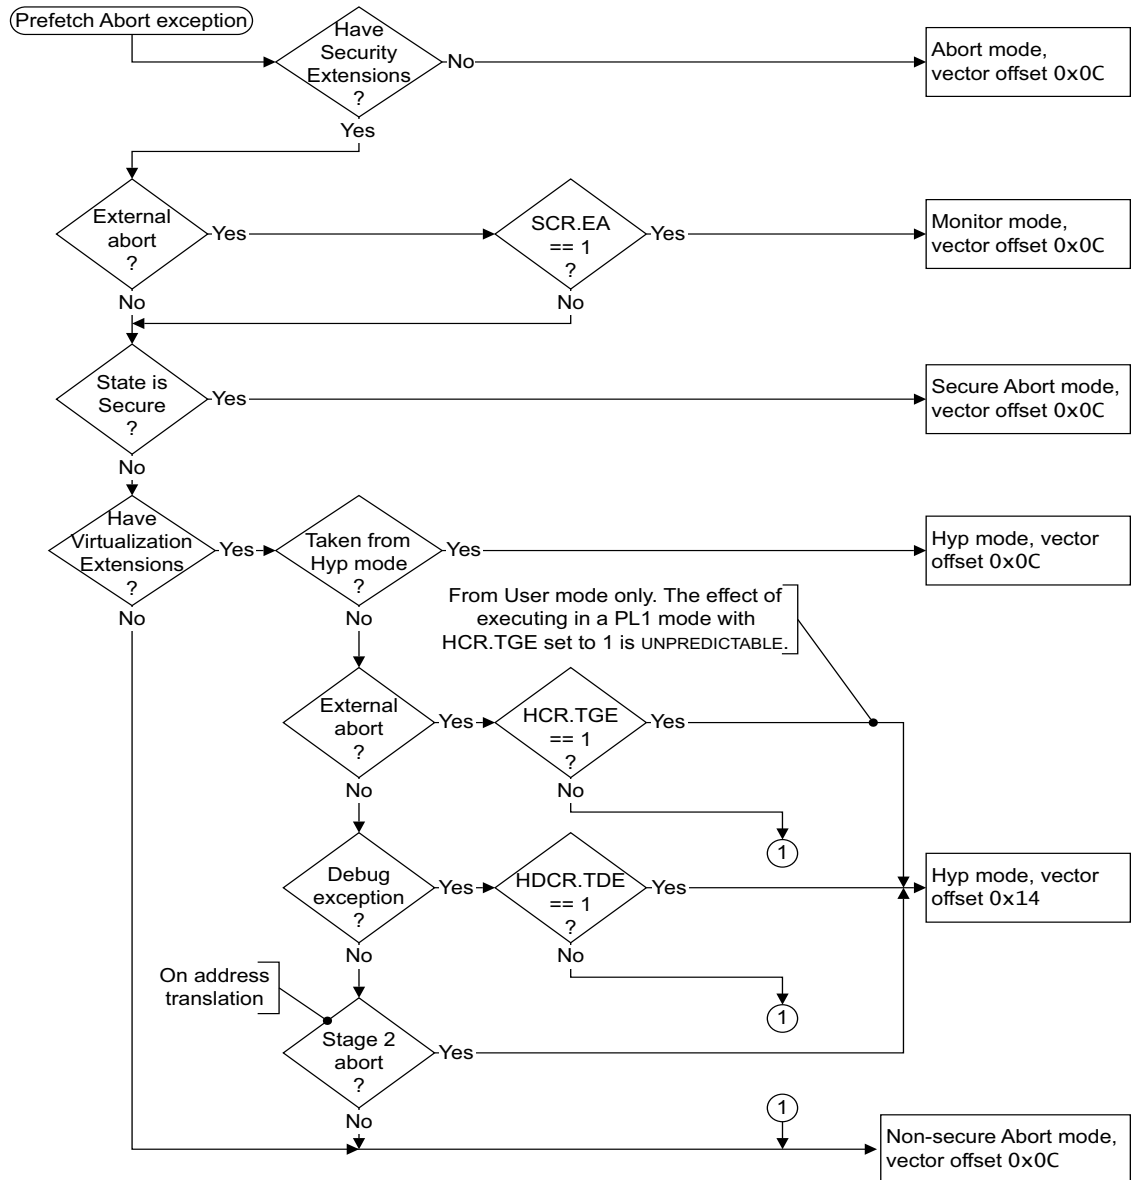 Prefetch Abort exception
Have
Security
Extensions
?
No
Abort mode,
vector offset 0x0C
Yes
External
abort
?
Yes
SCR.EA
== 1
?
Yes
Monitor mode,
vector offset 0x0C
No
No
State is
Secure
?
Yes
Secure Abort mode,
vector offset 0x0C
No
Have
Virtualization
Extensions
?
Yes
Taken from
Hyp mode
?
Yes
Hyp mode, vector
offset 0x0C
No
No
From User mode only. The effect of
executing in a PL1 mode with
HCR.TGE set to 1 is UNPREDICTABLE.
External
abort
?
Yes
HCR.TGE
== 1
?
Yes
No
No
1
Debug
exception
?
Yes
HDCR.TDE
== 1
?
Yes
Hyp mode, vector
offset 0x14
No
No
On address
translation
1
Stage 2
abort
?
Yes
No
1
Non-secure Abort mode,
vector offset 0x0C